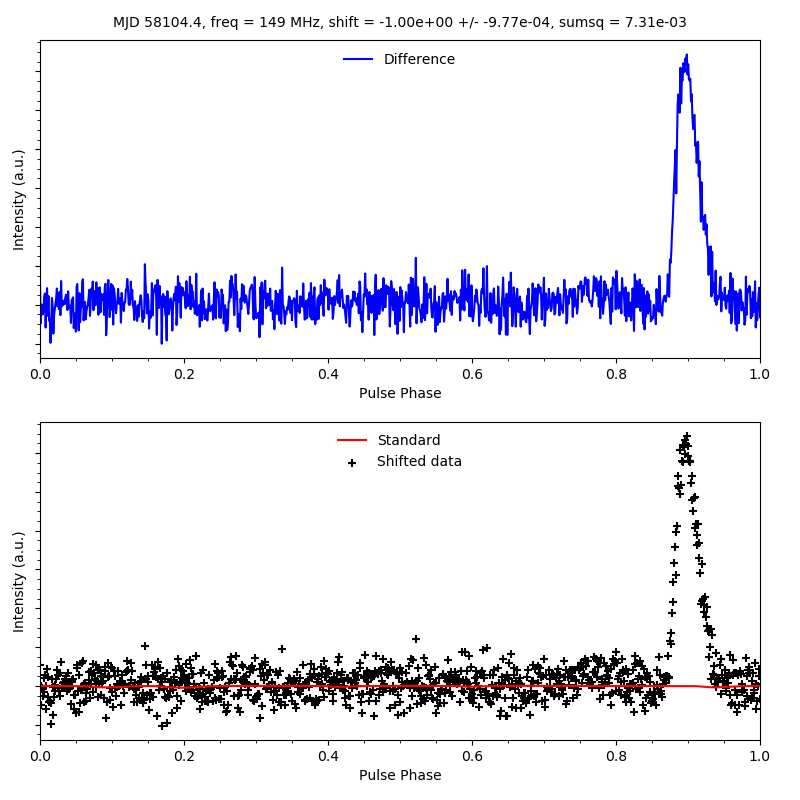 MJD 58104.4, freq = 149 MHz, shift = -1.00e+00 +/- -9.77e-04, sumsq = 7.31e-03
Difference
Intensity (a.u.)
0.0 0.2 0.4 0.6 0.8 1.0
Pulse Phase
Standard
Shifted data
Intensity (a.u.)
0.0 0.2 0.4 0.6 0.8 1.0
Pulse Phase